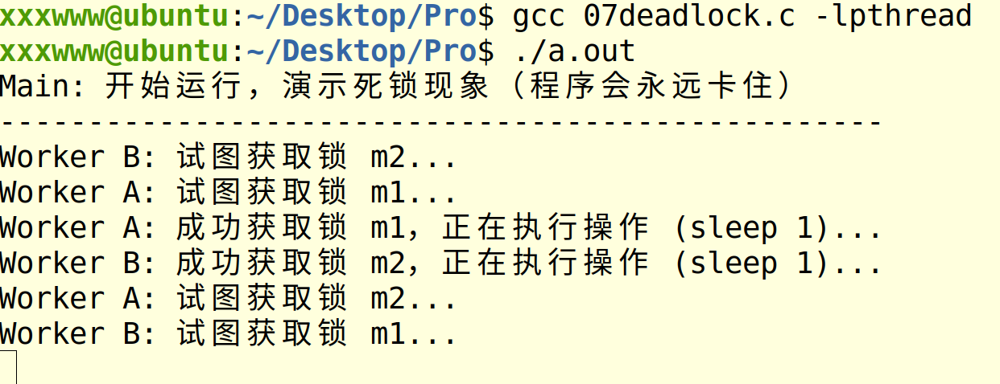 xxxwww@ubuntu:~/Desktop/Pro$ gcc 07deadlock.c -lpthread
xxxwww@ubuntu:~/Desktop/Pro$ ./a.out
Main: 开始运行，演示死锁现象（程序会永远卡住）
--------------------------------------------------
Worker B: 试图获取锁 m2...
Worker A: 试图获取锁 m1...
Worker A: 成功获取锁 m1，正在执行操作 (sleep 1)...
Worker B: 成功获取锁 m2，正在执行操作 (sleep 1)...
Worker A: 试图获取锁 m2...
Worker B: 试图获取锁 m1...